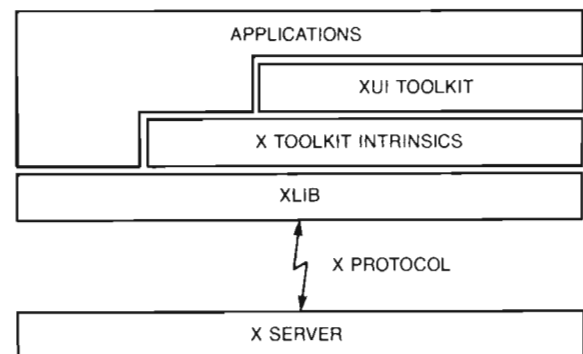 APPLICATIONS
XUI TOOLKIT
X TOOLKIT INTRINSICS
XLIB
X PROTOCOL
X SERVER